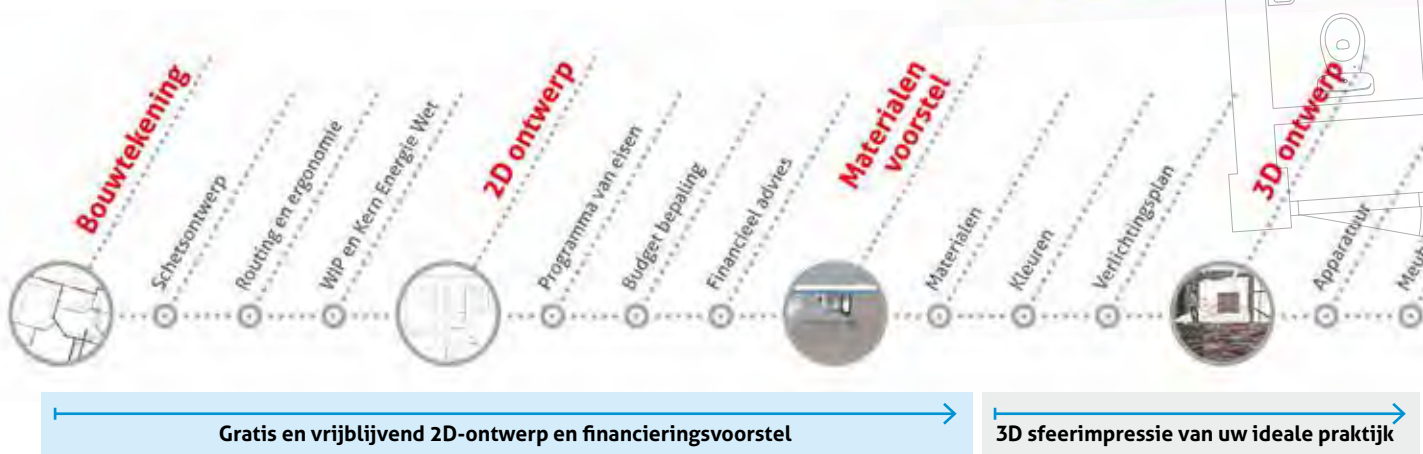 Bouwtekening
Schetsontwerp
Routing en ergonomie
WIP en Kern Energie Wet
2D ontwerp
Programma van eisen
Budget bepaling
Financieel advies
Materialen
voorstel
Materialen
Kleuren
Verlichtingsplan
3D ontwerp
Apparatuur
Meub
Gratis en vrijblijvend 2D-ontwerp en financieringsvoorstel
3D sfeerimpressie van uw ideale praktijk